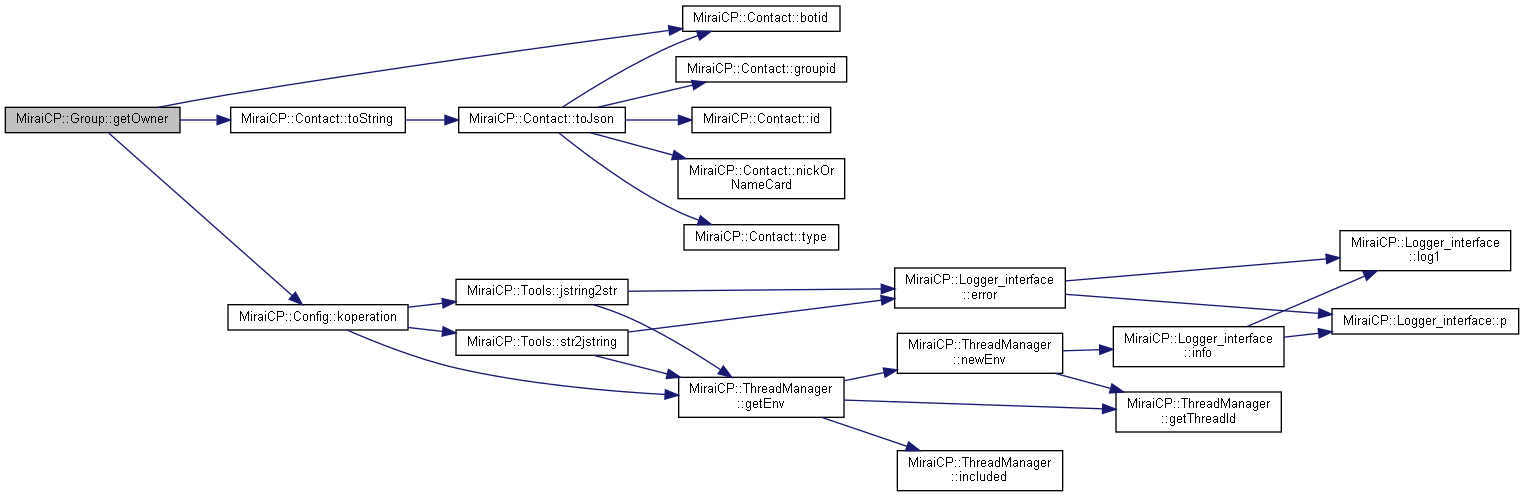 MiraiCP::Group::getOwner
MiraiCP::Contact::botid
MiraiCP::Contact::toString
MiraiCP::Contact::toJson
MiraiCP::Contact::groupid
MiraiCP::Contact::id
MiraiCP::Contact::nickOr
NameCard
MiraiCP::Contact::type
MiraiCP::Config::koperation
MiraiCP::Tools::jstring2str
MiraiCP::Tools::str2jstring
MiraiCP::Logger_interface
::error
MiraiCP::ThreadManager
::getEnv
MiraiCP::ThreadManager
::newEnv
MiraiCP::ThreadManager
::included
MiraiCP::Logger_interface
::info
MiraiCP::ThreadManager
::getThreadId
MiraiCP::Logger_interface
::log1
MiraiCP::Logger_interface::p